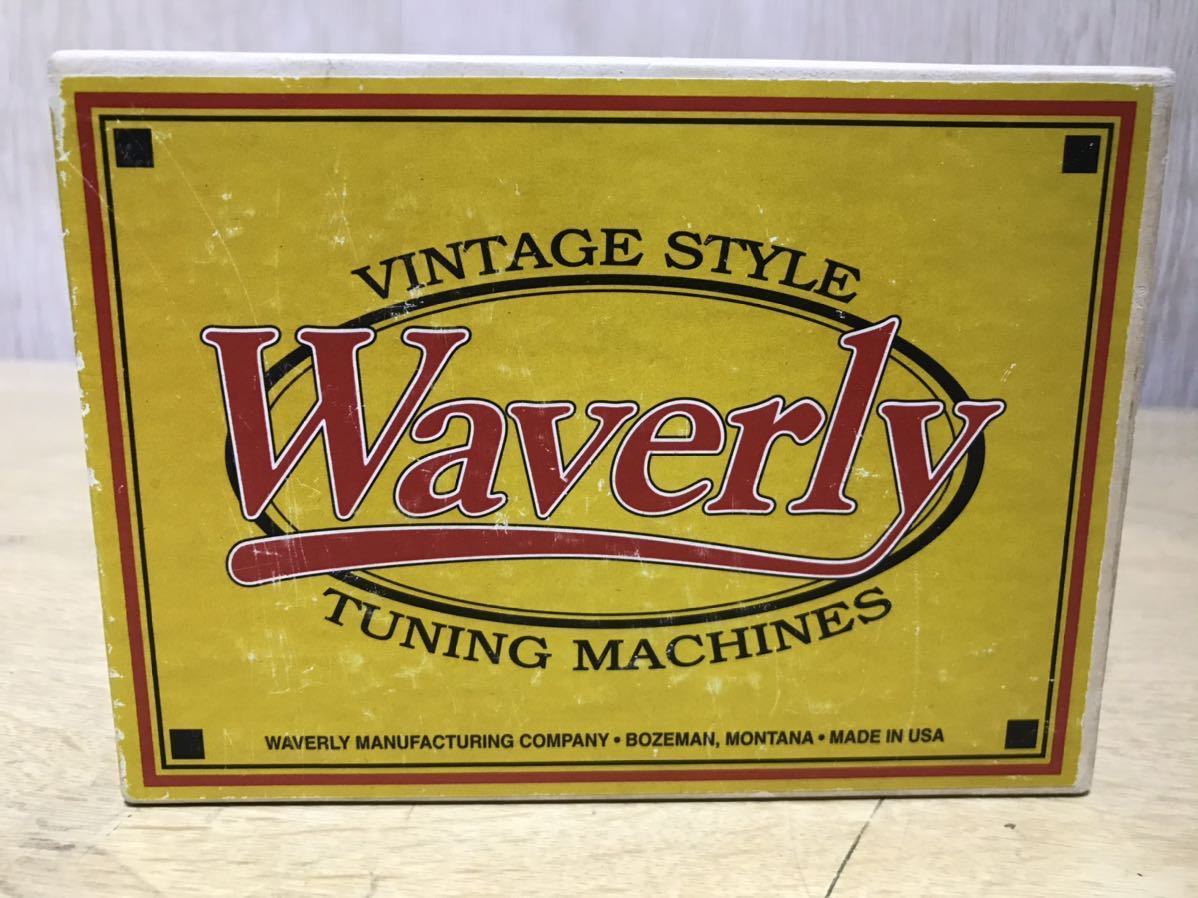 VINTAGE STYLE
Waverly
TUNING MACHINES
WAVERLY MANUFACTURING COMPANY • BOZEMAN, MONTANA • MADE IN USA